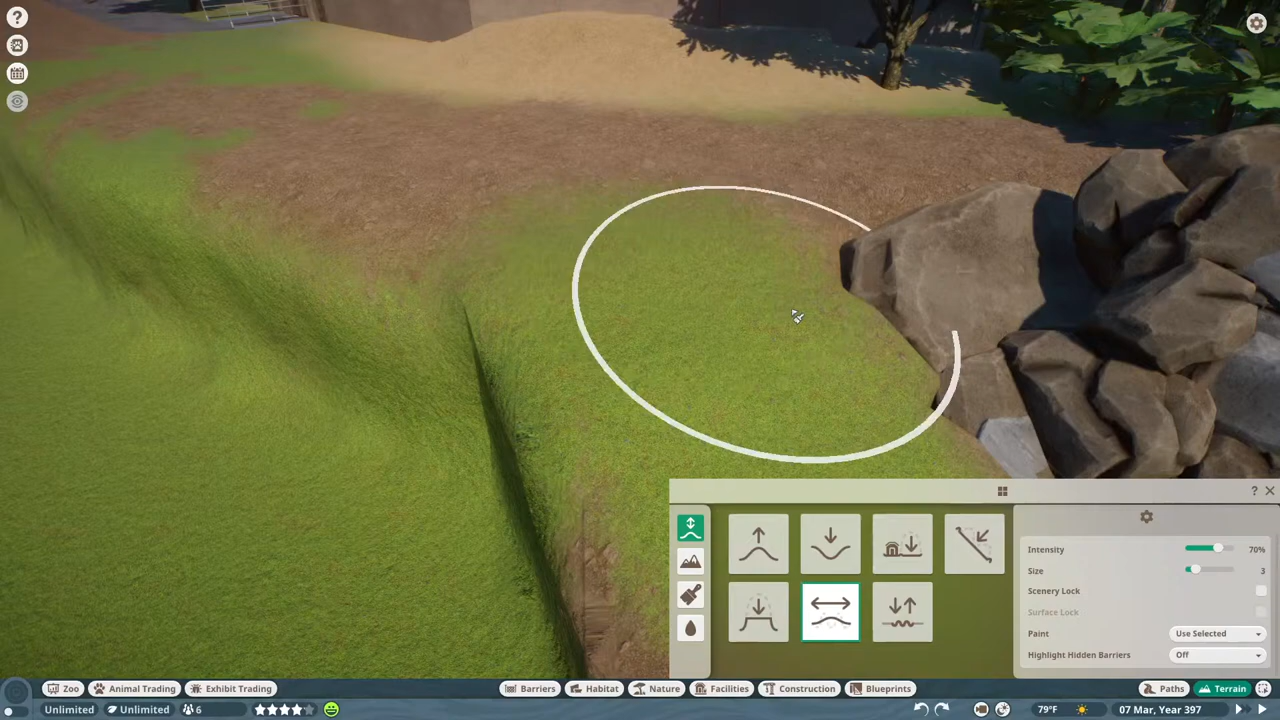 ?
? 
Intensity 70%
Size 3
Scenery Lock
Surface Lock
Paint Use Selected
Highlight Hidden Barriers Off
Zoo Animal Trading Exhibit Trading Barriers Habitat Nature Facilities Construction Blueprints Paths Terrain
Unlimited Unlimited 6 79°F 07 Mar, Year 397